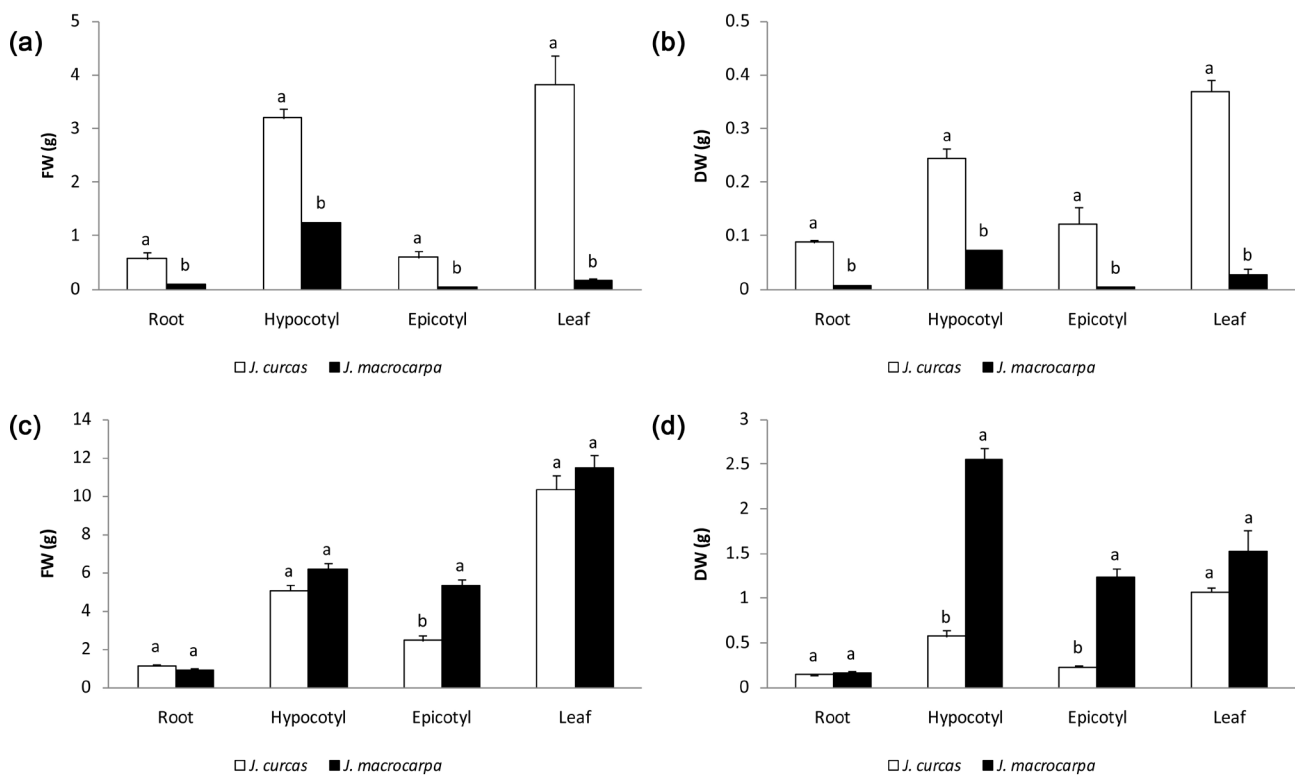 (a)
5
4
3
2
1
0
FW (g)
a b a b a b a b
Root Hypocotyl Epicotyl Leaf
J. curcas J. macrocarpa
(b)
0.5
0.4
0.3
0.2
0.1
0
DW (g)
a b a b a b a b
Root Hypocotyl Epicotyl Leaf
J. curcas J. macrocarpa
(c)
14
12
10
8
6
4
2
0
FW (g)
a a a a b a a a
Root Hypocotyl Epicotyl Leaf
J. curcas J. macrocarpa
(d)
3
2.5
2
1.5
1
0.5
0
DW (g)
a a b a b a a a
Root Hypocotyl Epicotyl Leaf
J. curcas J. macrocarpa